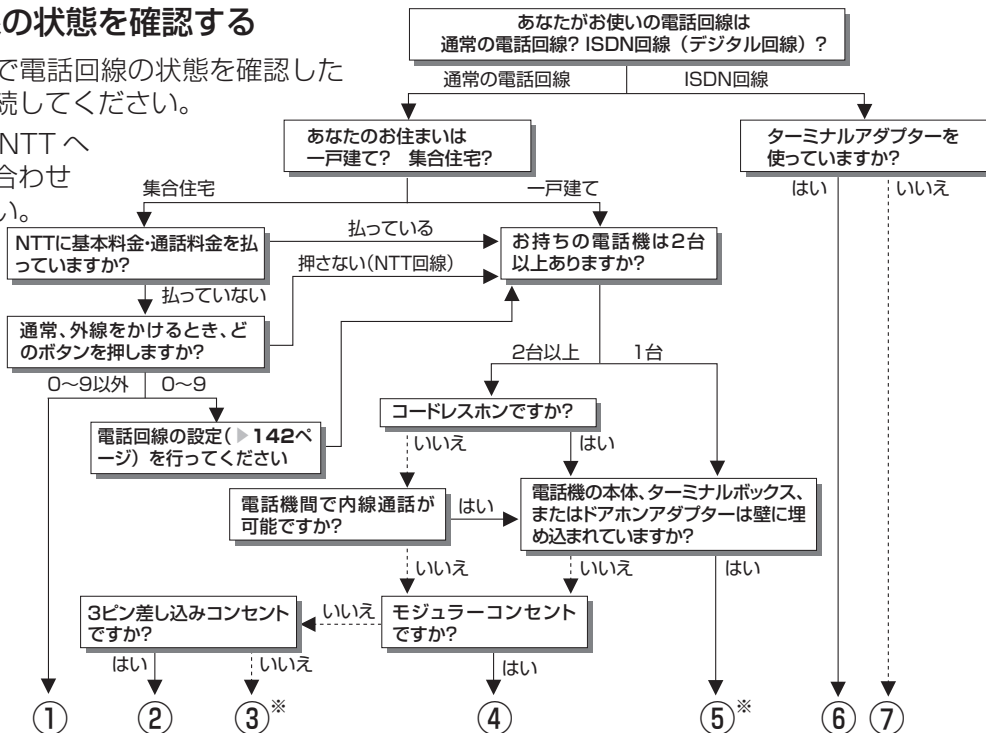 の状態を確認する
で電話回線の状態を確認した
続してください。
NTT へ
合わせ
い。
あなたがお使いの電話回線は
通常の電話回線? ISDN回線（デジタル回線）?
通常の電話回線
ISDN回線
あなたのお住まいは
一戸建て? 集合住宅?
ターミナルアダプターを
使っていますか?
集合住宅
一戸建て
はい
いいえ
NTTに基本料金・通話料金を払
っていますか?
払っている
お持ちの電話機は2台
以上ありますか?
払っていない
押さない(NTT回線)
通常、外線をかけるとき、ど
のボタンを押しますか?
0〜9以外
0〜9
2台以上
1台
電話回線の設定(▶142ペ
ージ) を行ってください
コードレスホンですか?
いいえ
はい
電話機間で内線通話が
可能ですか?
はい
電話機の本体、ターミナルボックス、
またはドアホンアダプターは壁に埋
め込まれていますか?
いいえ
いいえ
はい
3ピン差し込みコンセント
ですか?
いいえ
モジュラーコンセント
ですか?
はい
いいえ
はい
①
②
③※
④
⑤※
⑥
⑦